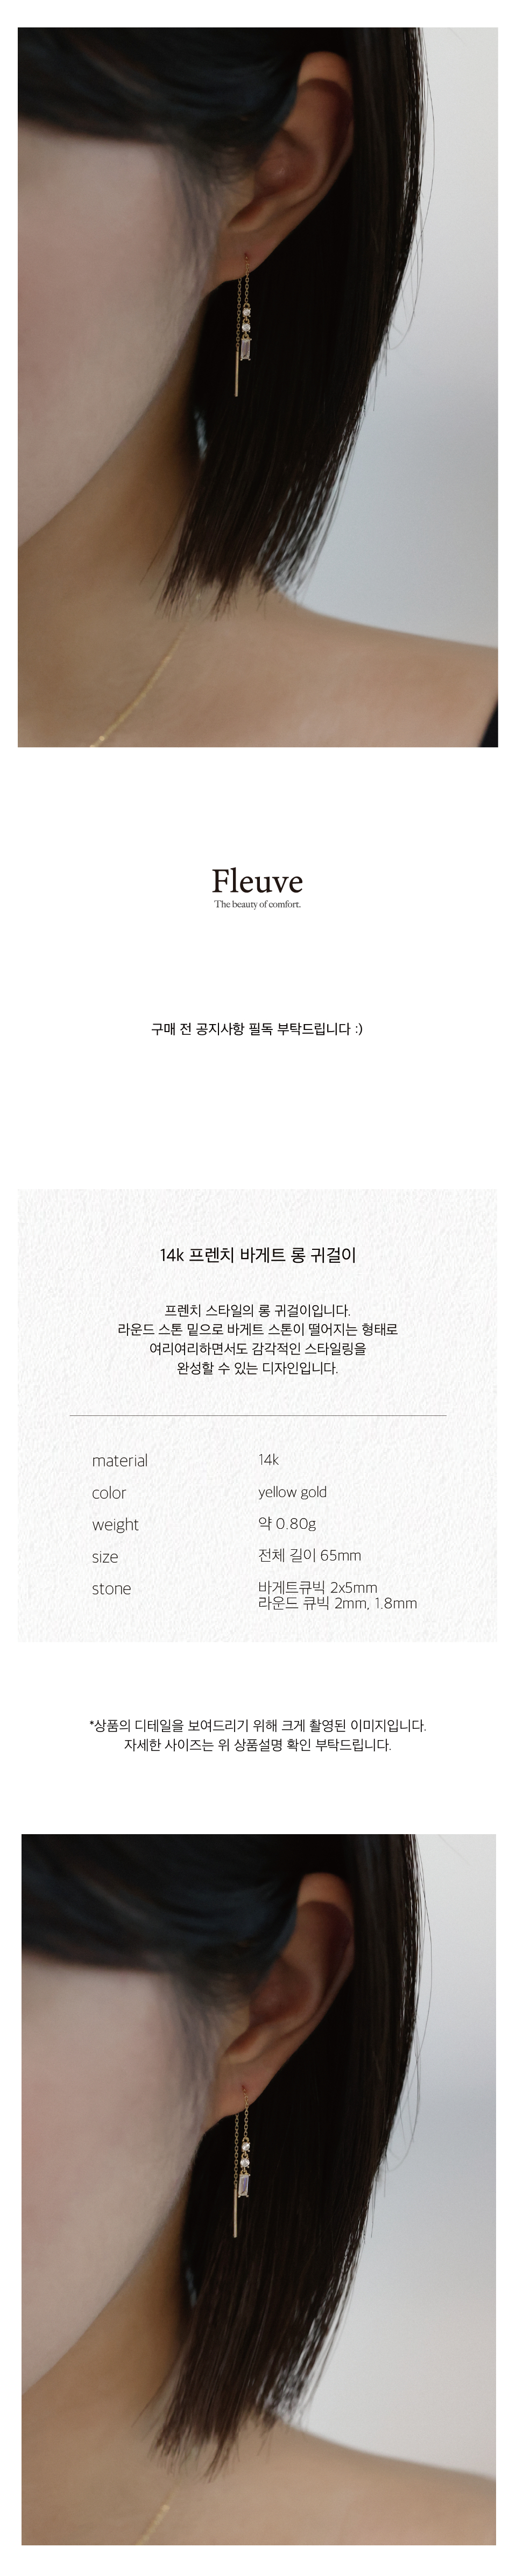 Fleuve
The beauty of comfort.
구매 전 공지사항 필독 부탁드립니다 :)
14k 프렌치 바게트 롱 귀걸이
프렌치 스타일의 롱 귀걸이입니다.
라운드 스톤 밑으로 바게트 스톤이 떨어지는 형태로
여리여리하면서도 감각적인 스타일링을
완성할 수 있는 디자인입니다.
material 14k
color yellow gold
weight 약 0.80g
size 전체 길이 65mm
stone 바게트큐빅 2x5mm
라운드 큐빅 2mm, 1.8mm
*상품의 디테일을 보여드리기 위해 크게 촬영된 이미지입니다.
자세한 사이즈는 위 상품설명 확인 부탁드립니다.